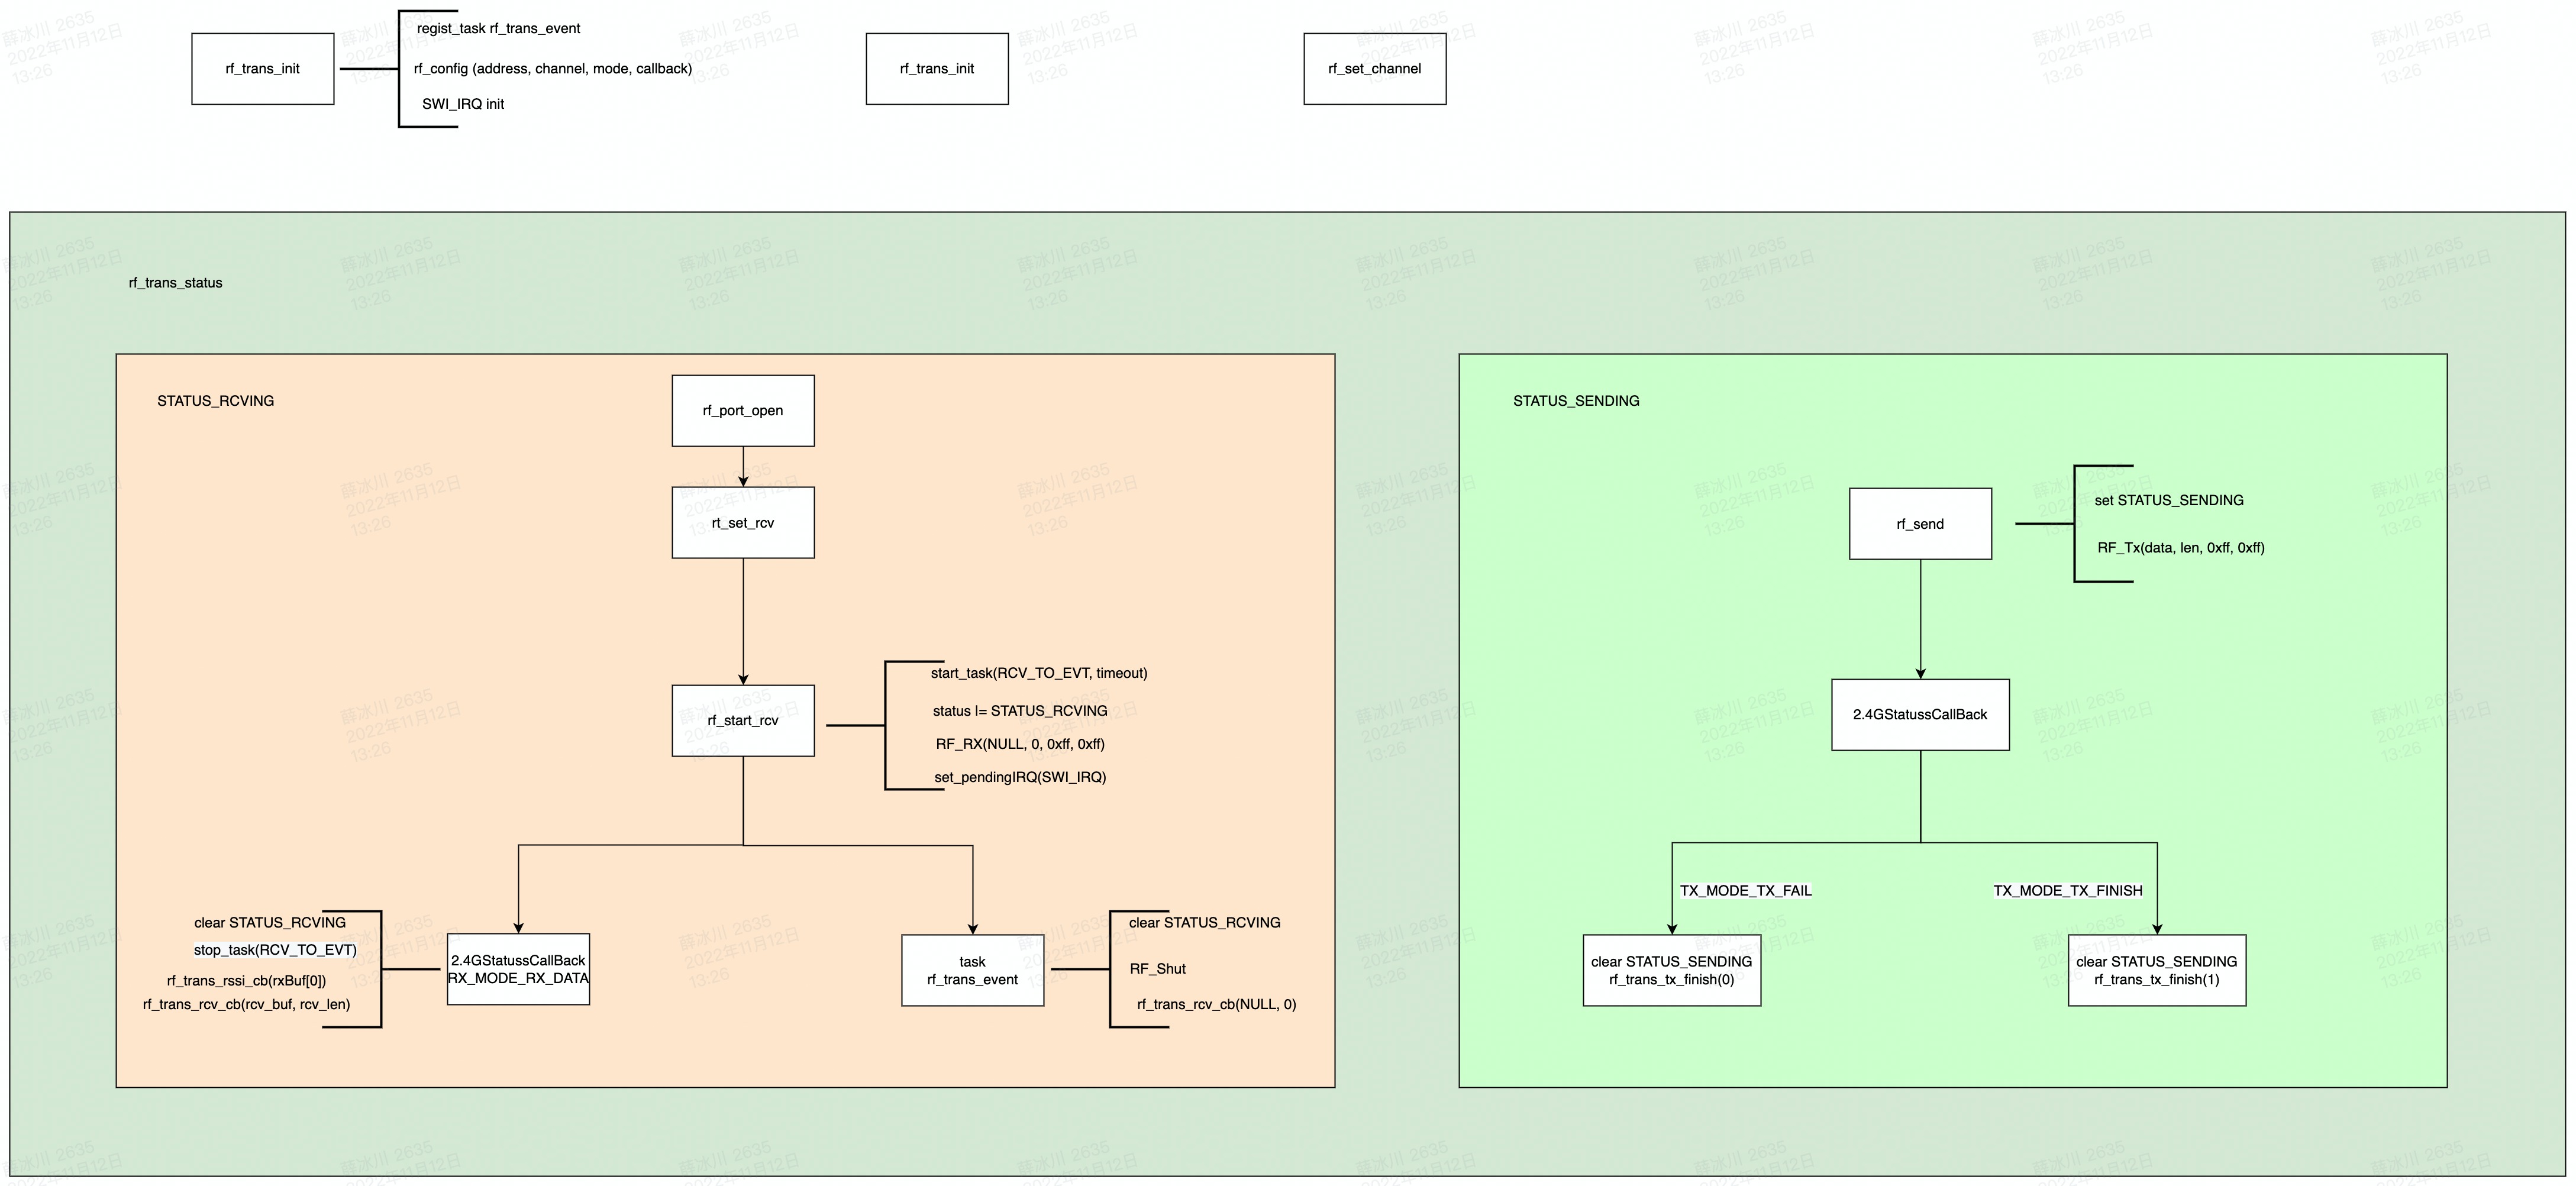 regist_task rf_trans_event
rf_trans_init
rf_config (address, channel, mode, callback)
SWI_IRQ init
rf_trans_init
rf_set_channel
rf_trans_status
STATUS_RCVING
rf_port_open
rt_set_rcv
rf_start_rcv
start_task(RCV_TO_EVT, timeout)
status |= STATUS_RCVING
RF_RX(NULL, 0, 0xff, 0xff)
set_pendingIRQ(SWI_IRQ)
clear STATUS_RCVING
stop_task(RCV_TO_EVT)
rf_trans_rssi_cb(rxBuf[0])
rf_trans_rcv_cb(rcv_buf, rcv_len)
2.4GStatussCallBack
RX_MODE_RX_DATA
task
rf_trans_event
clear STATUS_RCVING
RF_Shut
rf_trans_rcv_cb(NULL, 0)
STATUS_SENDING
rf_send
set STATUS_SENDING
RF_Tx(data, len, 0xff, 0xff)
2.4GStatussCallBack
TX_MODE_TX_FAIL
TX_MODE_TX_FINISH
clear STATUS_SENDING
rf_trans_tx_finish(0)
clear STATUS_SENDING
rf_trans_tx_finish(1)
薛冰川 2635
2022年11月12日
13:26